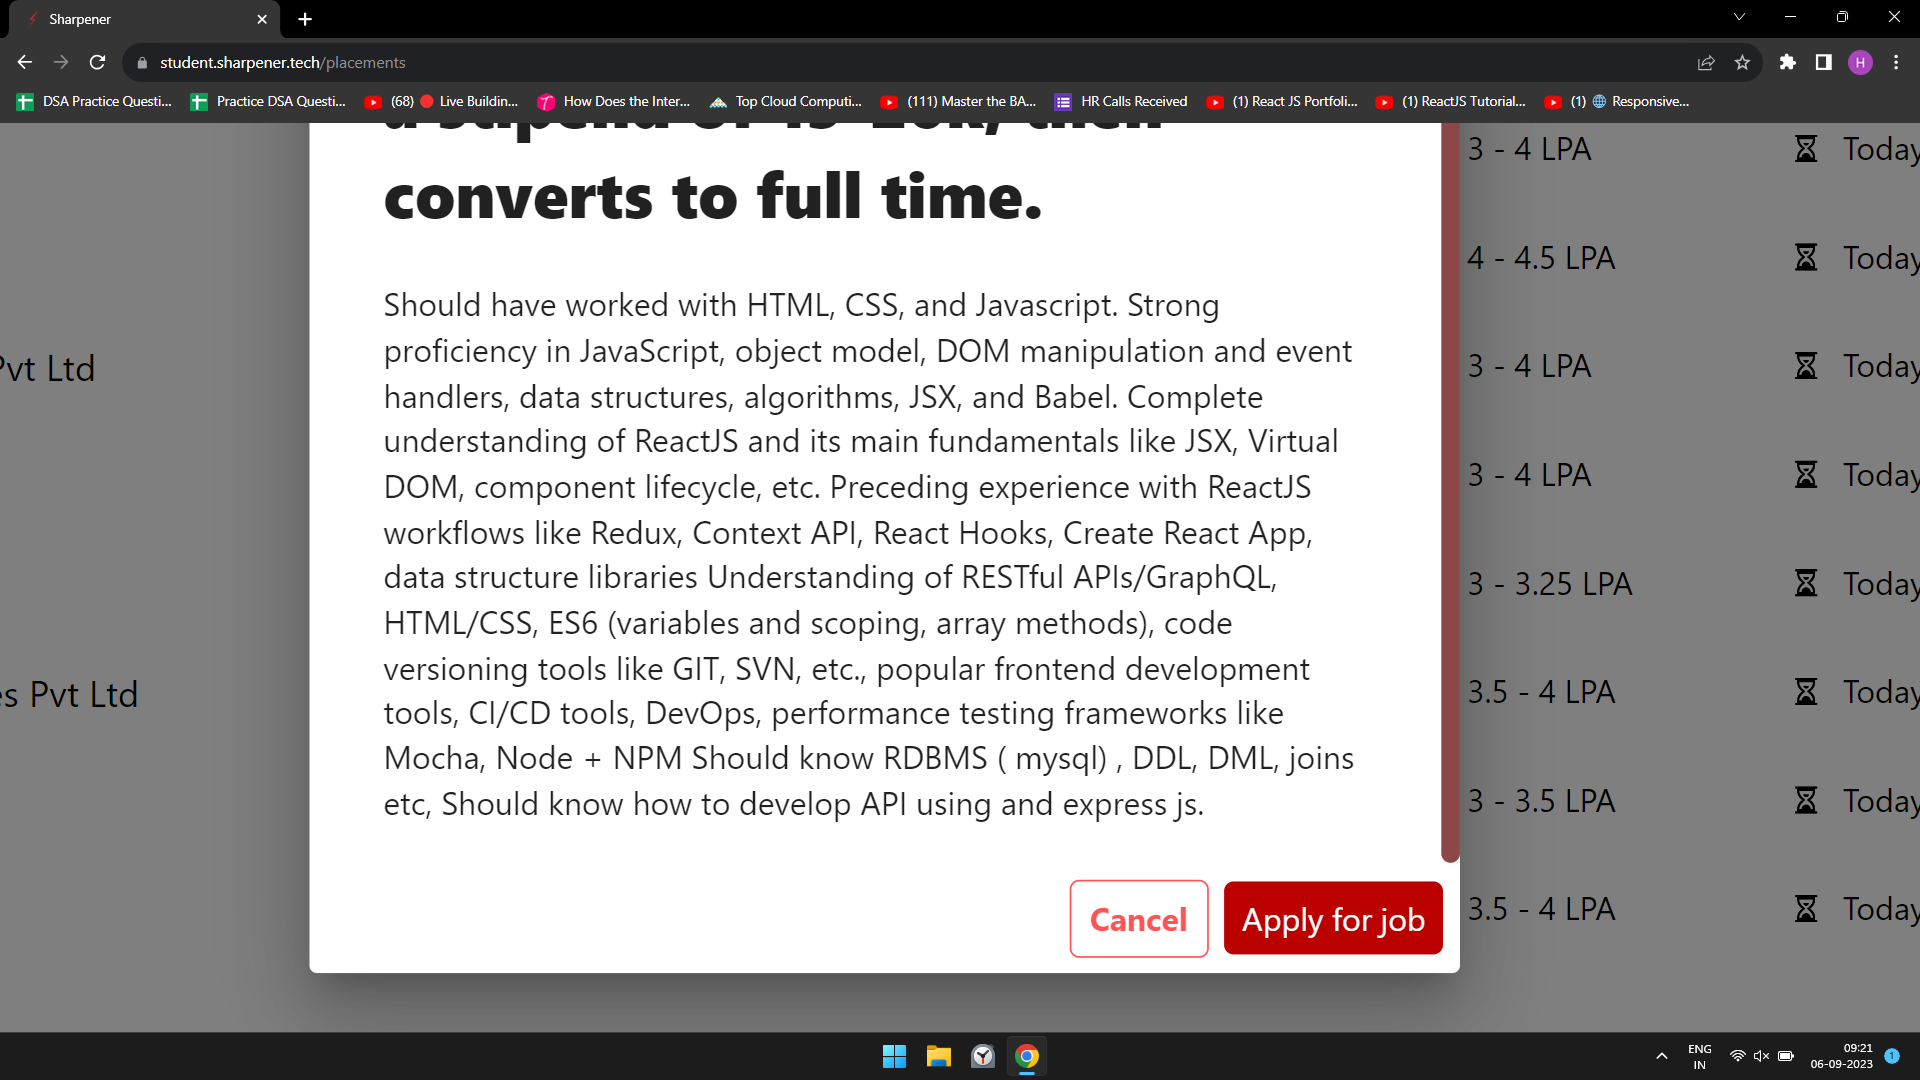 Sharpener
student.sharpener.tech/placements
DSA Practice Questi... Practice DSA Questi... (68) Live Buildin... How Does the Inter... Top Cloud Computi... (111) Master the BA... HR Calls Received (1) React JS Portfoli... (1) ReactJS Tutorial... (1) Responsive...
converts to full time.
Should have worked with HTML, CSS, and Javascript. Strong
proficiency in JavaScript, object model, DOM manipulation and event
handlers, data structures, algorithms, JSX, and Babel. Complete
understanding of ReactJS and its main fundamentals like JSX, Virtual
DOM, component lifecycle, etc. Preceding experience with ReactJS
workflows like Redux, Context API, React Hooks, Create React App,
data structure libraries Understanding of RESTful APIs/GraphQL,
HTML/CSS, ES6 (variables and scoping, array methods), code
versioning tools like GIT, SVN, etc., popular frontend development
tools, CI/CD tools, DevOps, performance testing frameworks like
Mocha, Node + NPM Should know RDBMS ( mysql) , DDL, DML, joins
etc, Should know how to develop API using and express js.
Cancel Apply for job
Pvt Ltd
es Pvt Ltd
3 - 4 LPA Today
4 - 4.5 LPA Today
3 - 4 LPA Today
3 - 4 LPA Today
3 - 3.25 LPA Today
3.5 - 4 LPA Today
3 - 3.5 LPA Today
3.5 - 4 LPA Today
H
ENG
IN
09:21
06-09-2023
1